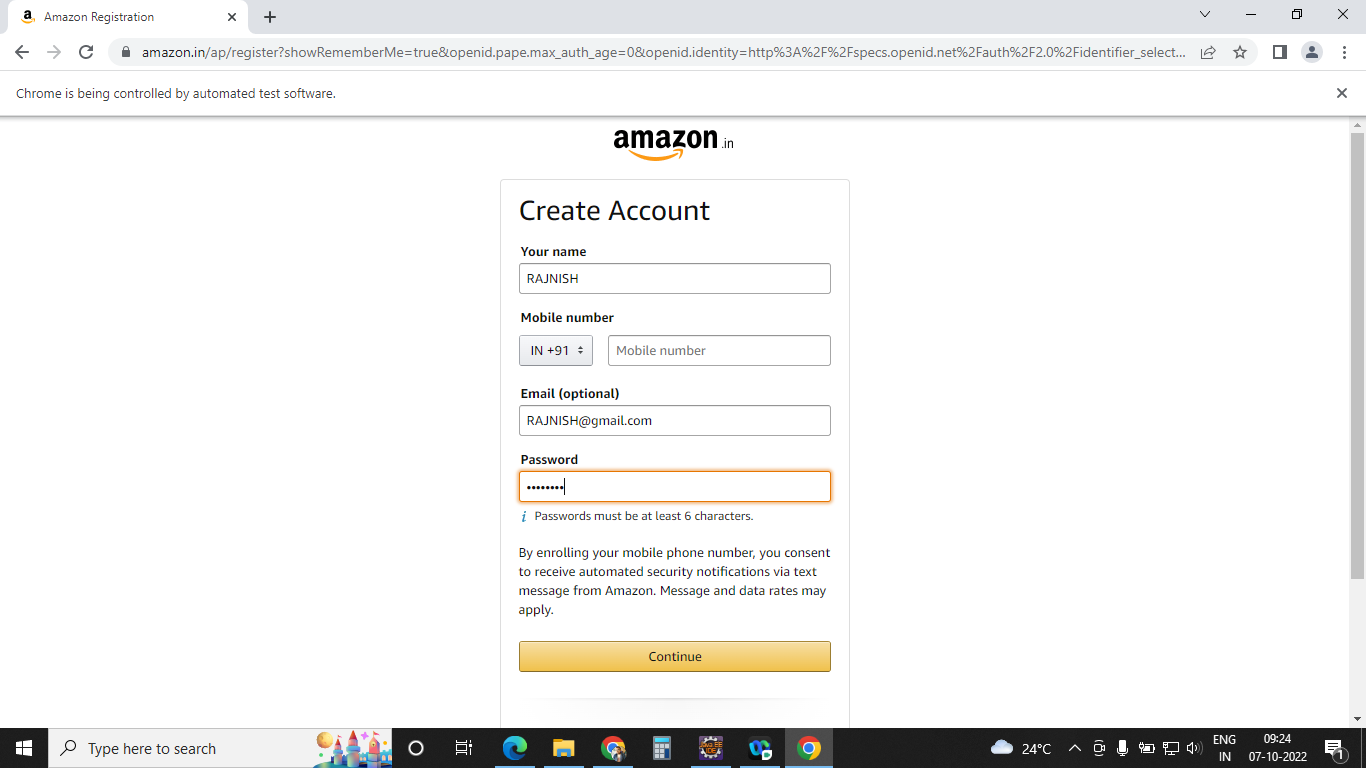 Amazon Registration
amazon.in/ap/register?showRememberMe=true&openid.pape.max_auth_age=0&openid.identity=http%3A%2F%2Fspecs.openid.net%2Fauth%2F2.0%2Fidentifier_select...
Chrome is being controlled by automated test software.
amazon.in
Create Account
Your name
RAJNISH
Mobile number
IN +91 Mobile number
Email (optional)
RAJNISH@gmail.com
Password
••••••••
i Passwords must be at least 6 characters.
By enrolling your mobile phone number, you consent
to receive automated security notifications via text
message from Amazon. Message and data rates may
apply.
Continue
Type here to search
24°C
ENG
IN
09:24
07-10-2022
1